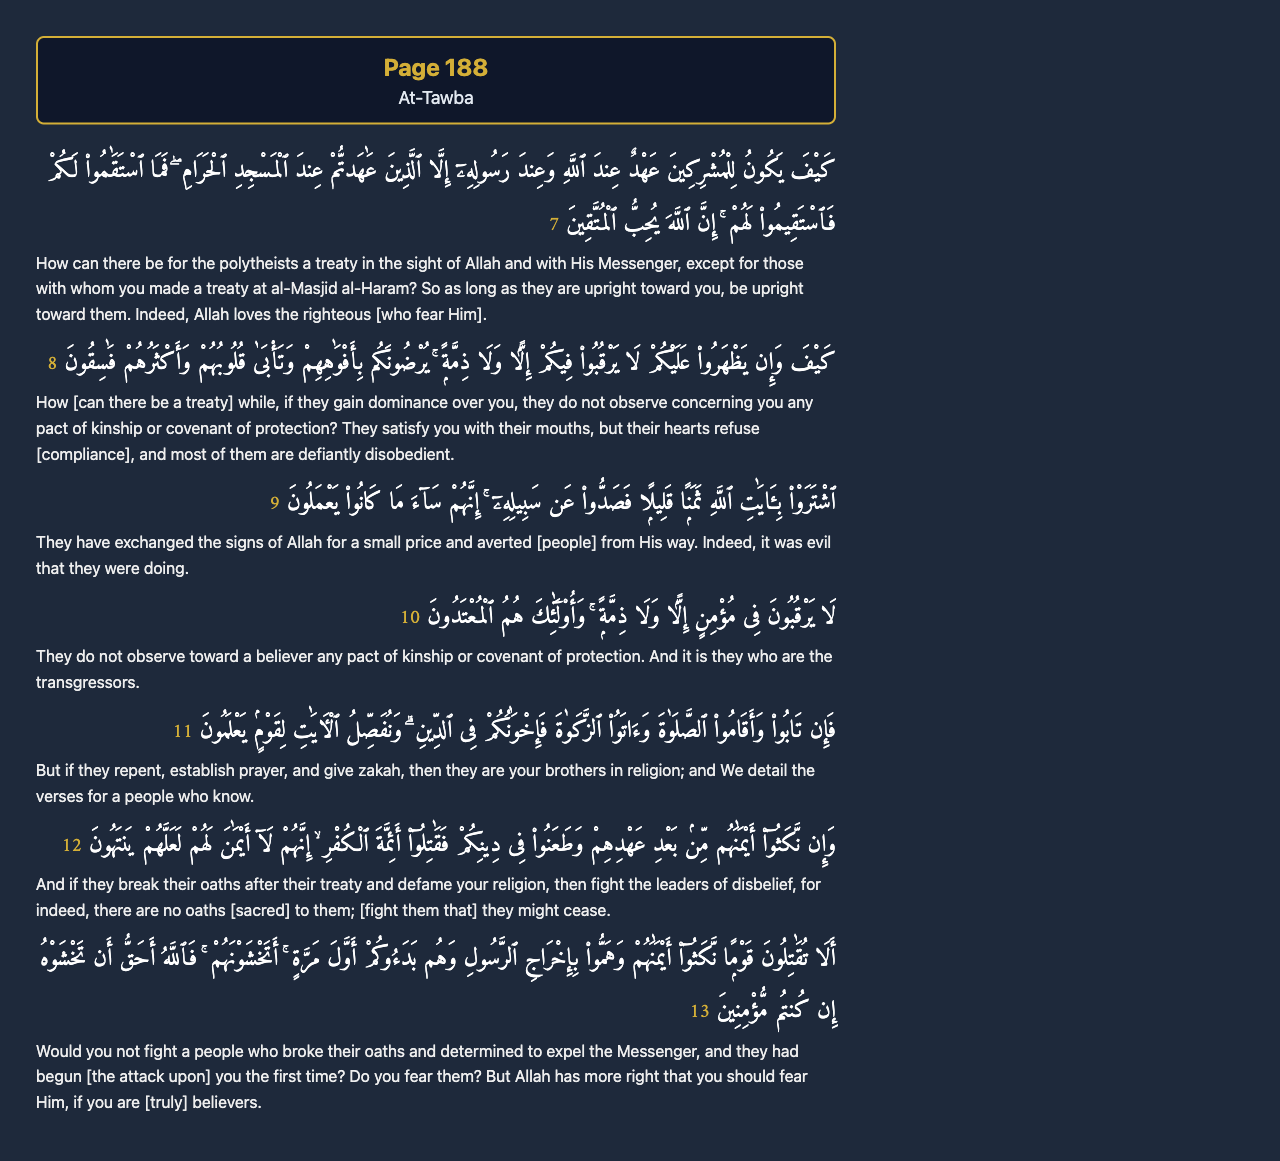 Page 188
At-Tawba
كَيْفَ يَكُونُ لِلْمُشْرِكِينَ عَهْدٌ عِندَ ٱللَّهِ وَعِندَ رَسُولِهِۦٓ إِلَّا ٱلَّذِينَ عَٰهَدتُّمْ عِندَ ٱلْمَسْجِدِ ٱلْحَرَامِ ۖ فَمَا ٱسْتَقَٰمُوا۟ لَكُمْ
فَٱسْتَقِيمُوا۟ لَهُمْ ۚ إِنَّ ٱللَّهَ يُحِبُّ ٱلْمُتَّقِينَ 7
How can there be for the polytheists a treaty in the sight of Allah and with His Messenger, except for those
with whom you made a treaty at al-Masjid al-Haram? So as long as they are upright toward you, be upright
toward them. Indeed, Allah loves the righteous [who fear Him].
كَيْفَ وَإِن يَظْهَرُوا۟ عَلَيْكُمْ لَا يَرْقُبُوا۟ فِيكُمْ إِلًّۭا وَلَا ذِمَّةًۭ ۚ يُرْضُونَكُم بِأَفْوَٰهِهِمْ وَتَأْبَىٰ قُلُوبُهُمْ وَأَكْثَرُهُمْ فَٰسِقُونَ 8
How [can there be a treaty] while, if they gain dominance over you, they do not observe concerning you any
pact of kinship or covenant of protection? They satisfy you with their mouths, but their hearts refuse
[compliance], and most of them are defiantly disobedient.
ٱشْتَرَوْا۟ بِـَٔايَٰتِ ٱللَّهِ ثَمَنًۭا قَلِيلًۭا فَصَدُّوا۟ عَن سَبِيلِهِۦٓ ۚ إِنَّهُمْ سَآءَ مَا كَانُوا۟ يَعْمَلُونَ 9
They have exchanged the signs of Allah for a small price and averted [people] from His way. Indeed, it was evil
that they were doing.
لَا يَرْقُبُونَ فِى مُؤْمِنٍ إِلًّۭا وَلَا ذِمَّةًۭ ۚ وَأُو۟لَٰٓئِكَ هُمُ ٱلْمُعْتَدُونَ 10
They do not observe toward a believer any pact of kinship or covenant of protection. And it is they who are the
transgressors.
فَإِن تَابُوا۟ وَأَقَامُوا۟ ٱلصَّلَوٰةَ وَءَاتَوُا۟ ٱلزَّكَوٰةَ فَإِخْوَٰنُكُمْ فِى ٱلدِّينِ ۗ وَنُفَصِّلُ ٱلْـَٔايَٰتِ لِقَوْمٍۢ يَعْلَمُونَ 11
But if they repent, establish prayer, and give zakah, then they are your brothers in religion; and We detail the
verses for a people who know.
وَإِن نَّكَثُوٓا۟ أَيْمَٰنَهُم مِّنۢ بَعْدِ عَهْدِهِمْ وَطَعَنُوا۟ فِى دِينِكُمْ فَقَٰتِلُوٓا۟ أَئِمَّةَ ٱلْكُفْرِ ۙ إِنَّهُمْ لَآ أَيْمَٰنَ لَهُمْ لَعَلَّهُمْ يَنتَهُونَ 12
And if they break their oaths after their treaty and defame your religion, then fight the leaders of disbelief, for
indeed, there are no oaths [sacred] to them; [fight them that] they might cease.
أَلَا تُقَٰتِلُونَ قَوْمًۭا نَّكَثُوٓا۟ أَيْمَٰنَهُمْ وَهَمُّوا۟ بِإِخْرَاجِ ٱلرَّسُولِ وَهُم بَدَءُوكُمْ أَوَّلَ مَرَّةٍ ۚ أَتَخْشَوْنَهُمْ ۚ فَٱللَّهُ أَحَقُّ أَن تَخْشَوْهُ
إِن كُنتُم مُّؤْمِنِينَ 13
Would you not fight a people who broke their oaths and determined to expel the Messenger, and they had
begun [the attack upon] you the first time? Do you fear them? But Allah has more right that you should fear
Him, if you are [truly] believers.